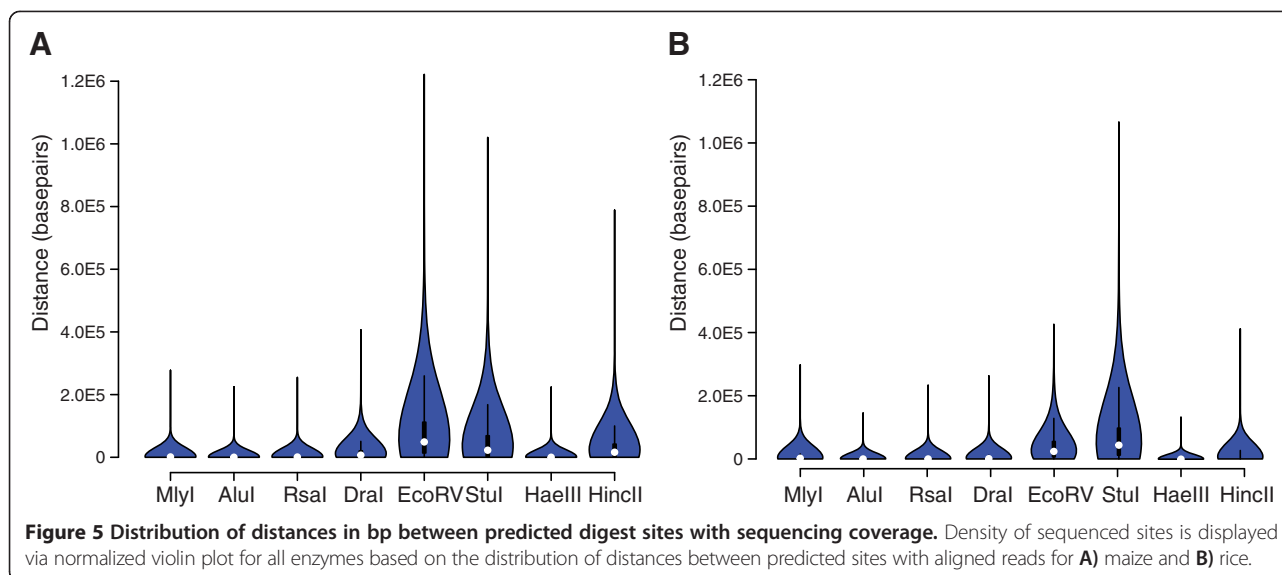 A
Distance (basepairs)
1.2E6
1.0E6
8.0E5
6.0E5
4.0E5
2.0E5
0
MlyI AluI RsaI DraI EcoRV StuI HaeIII HincII
B
Distance (basepairs)
1.2E6
1.0E6
8.0E5
6.0E5
4.0E5
2.0E5
0
MlyI AluI RsaI DraI EcoRV StuI HaeIII HincII
Figure 5 Distribution of distances in bp between predicted digest sites with sequencing coverage. Density of sequenced sites is displayed
via normalized violin plot for all enzymes based on the distribution of distances between predicted sites with aligned reads for A) maize and B) rice.